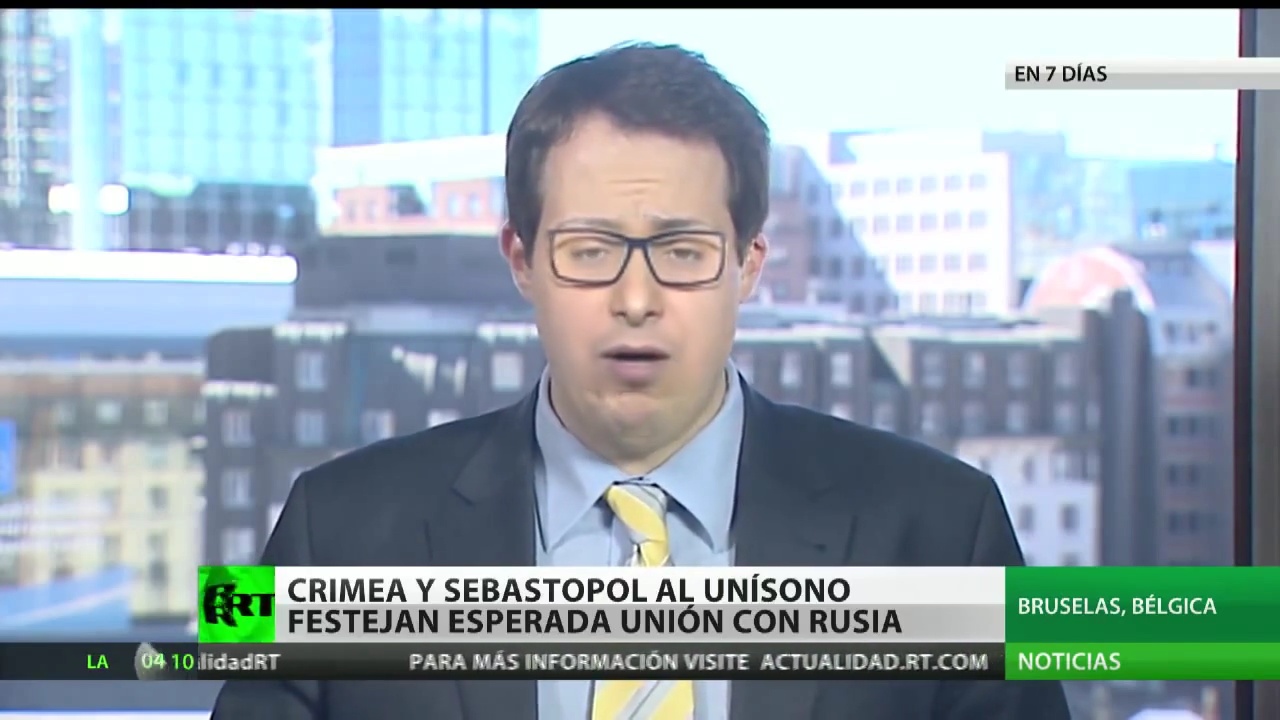 EN 7 DÍAS
RT
CRIMEA Y SEBASTOPOL AL UNÍSONO
FESTEJAN ESPERADA UNIÓN CON RUSIA
BRUSELAS, BÉLGICA
LA 04 10 lidadRT PARA MÁS INFORMACIÓN VISITE ACTUALIDAD.RT.COM
NOTICIAS